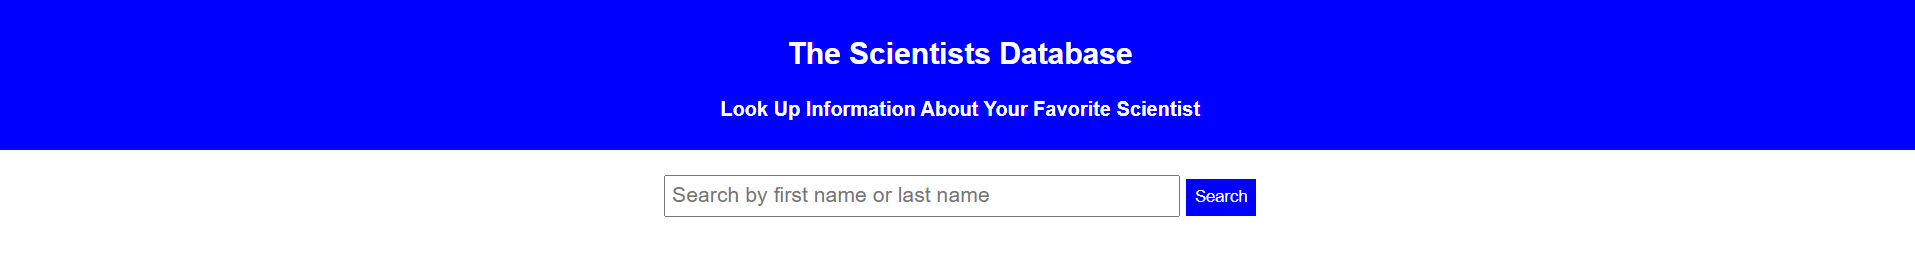 The Scientists Database
Look Up Information About Your Favorite Scientist
Search by first name or last name
Search